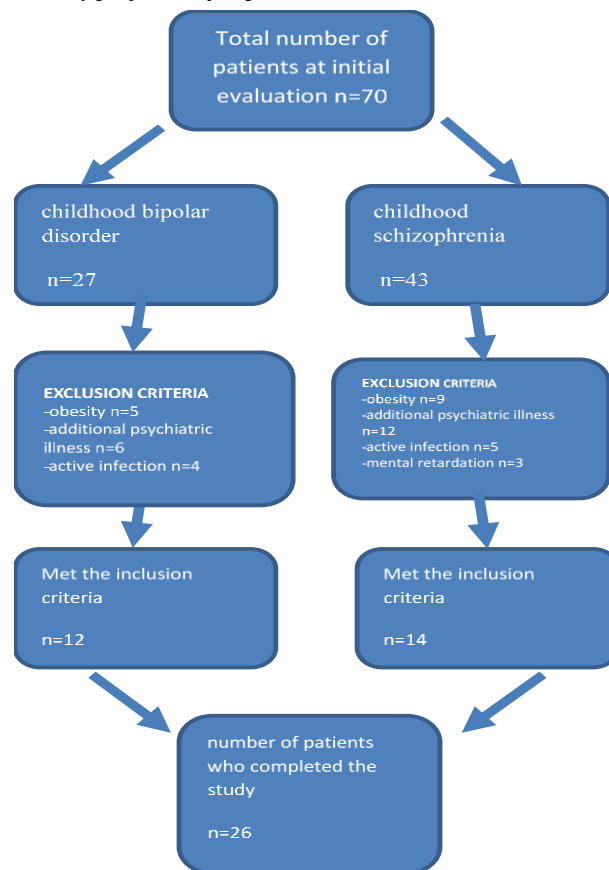 Total number of
patients at initial
evaluation n=70
childhood bipolar
disorder
n=27
childhood
schizophrenia
n=43
EXCLUSION CRITERIA
-obesity n=5
-additional psychiatric
illness n=6
-active infection n=4
EXCLUSION CRITERIA
-obesity n=9
-additional psychiatric illness
n=12
-active infection n=5
-mental retardation n=3
Met the inclusion
criteria
n=12
Met the inclusion
criteria
n=14
number of patients
who completed the
study
n=26